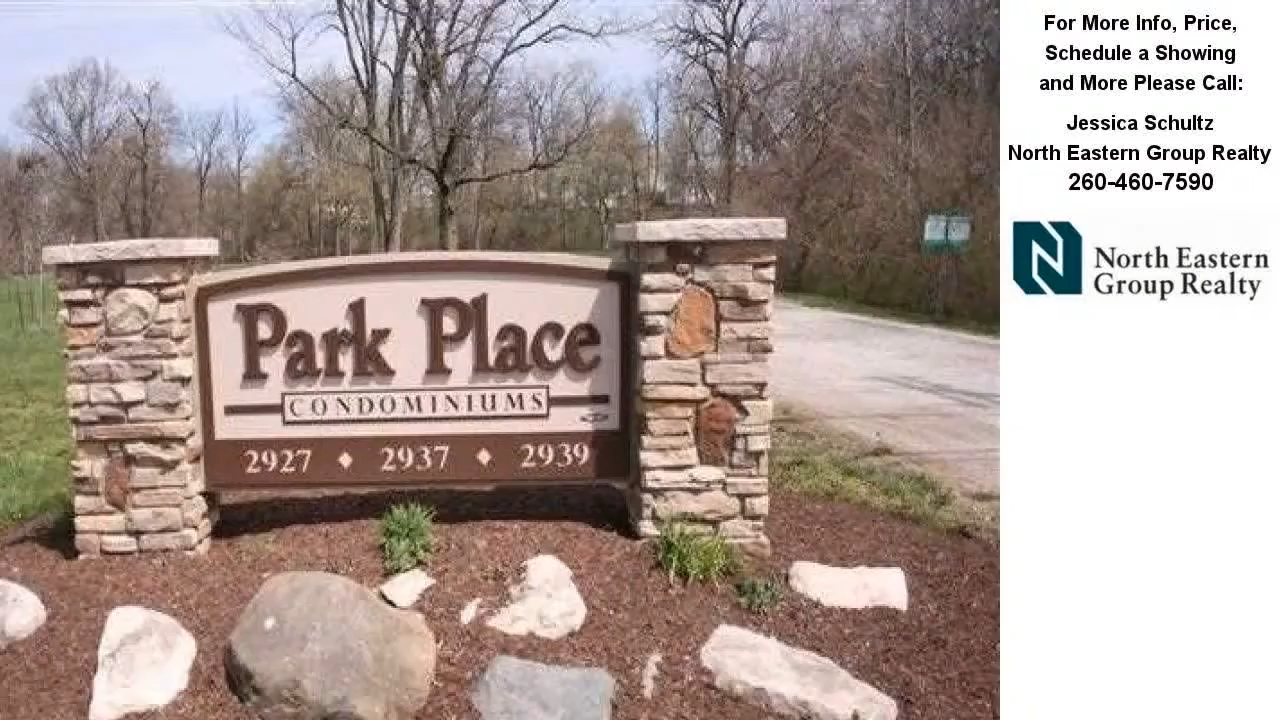 Park Place
CONDOMINIUMS
2927 ♦ 2937 ♦ 2939
For More Info, Price,
Schedule a Showing
and More Please Call:
Jessica Schultz
North Eastern Group Realty
260-460-7590
North Eastern
Group Realty